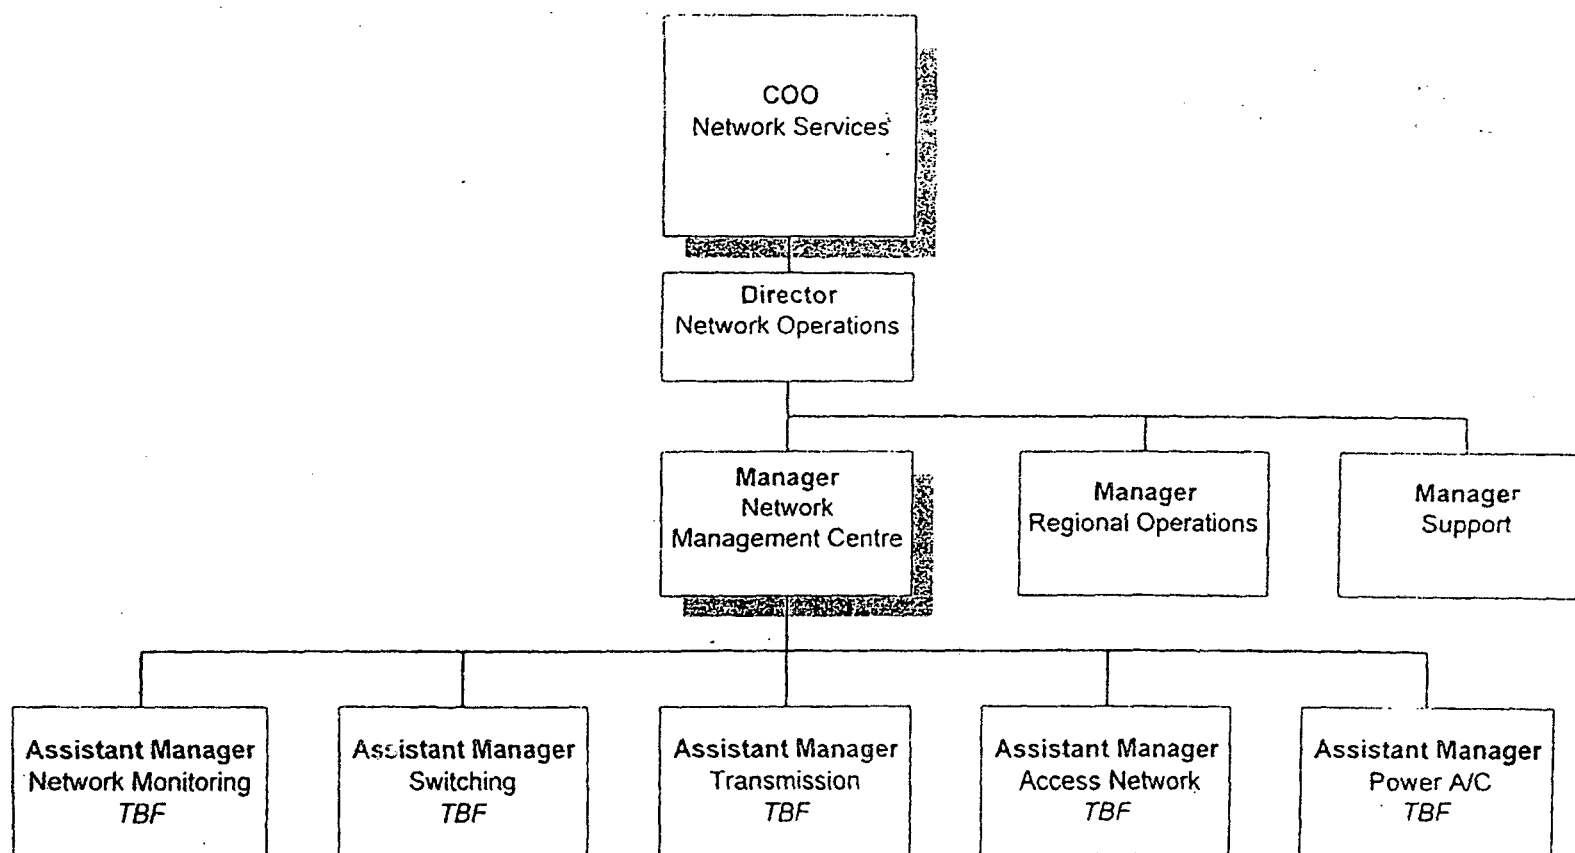 COO
Network Services
Director
Network Operations
Manager
Network
Management Centre
Manager
Regional Operations
Manager
Support
Assistant Manager
Network Monitoring
TBF
Assistant Manager
Switching
TBF
Assistant Manager
Transmission
TBF
Assistant Manager
Access Network
TBF
Assistant Manager
Power A/C
TBF